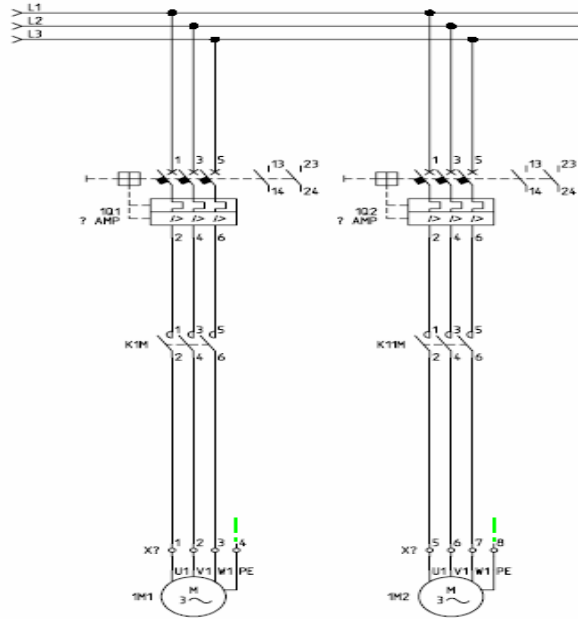 L1
L2
L3
1 3 5 13 23
14 24
1Q1
? AMP
I> I> I>
2 4 6
1 3 5
K1M
2 4 6
1 2 3 4
X?
U1 V1 W1 PE
1M1
M
3 ~
1 3 5 13 23
14 24
1Q2
? AMP
I> I> I>
2 4 6
1 3 5
K11M
2 4 6
5 6 7 8
X?
U1 V1 W1 PE
1M2
M
3 ~